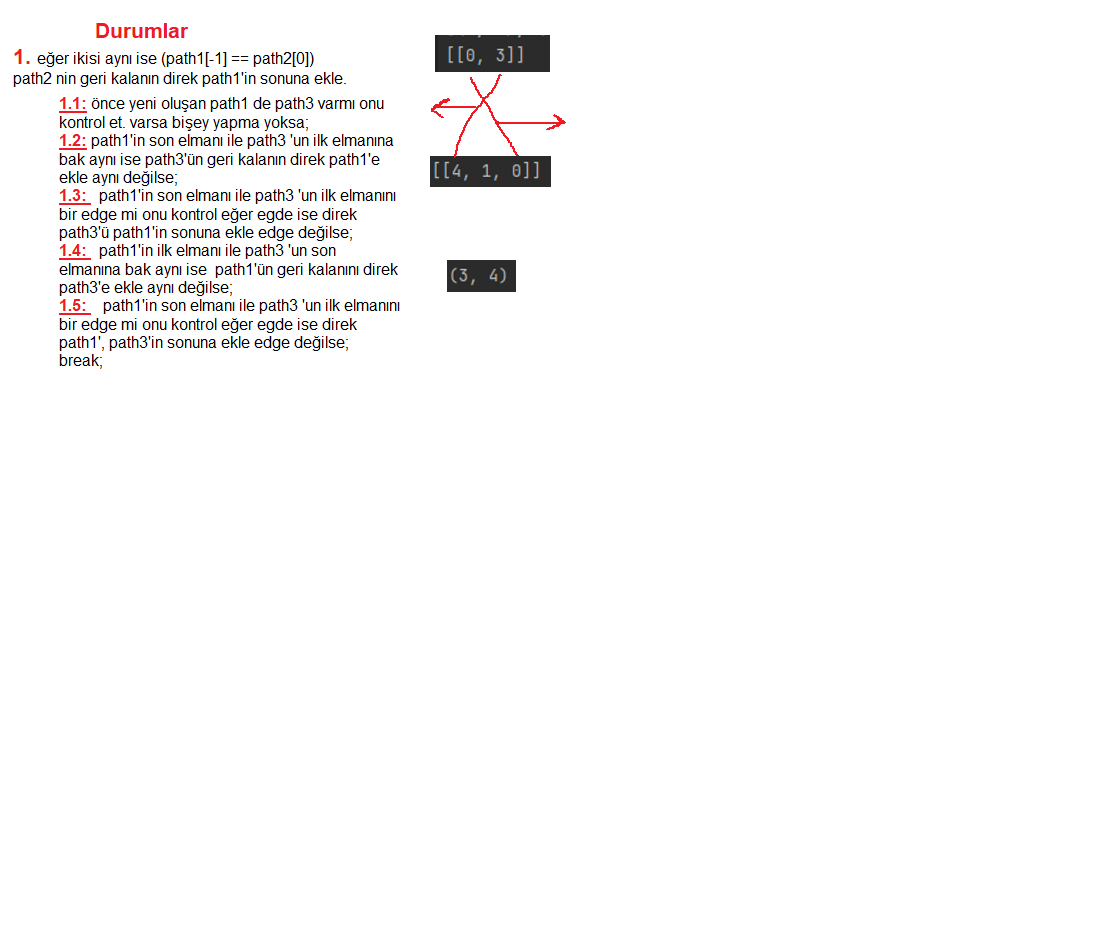 Durumlar
1. eğer ikisi aynı ise (path1[-1] == path2[0])
path2 nin geri kalanın direk path1'in sonuna ekle.
1.1: önce yeni oluşan path1 de path3 varmı onu
kontrol et. varsa bişey yapma yoksa;
1.2: path1'in son elmanı ile path3 'un ilk elmanına
bak aynı ise path3'ün geri kalanın direk path1'e
ekle aynı değilse;
1.3: path1'in son elmanı ile path3 'un ilk elmanını
bir edge mi onu kontrol eğer egde ise direk
path3'ü path1'in sonuna ekle edge değilse;
1.4: path1'in ilk elmanı ile path3 'un son
elmanına bak aynı ise path1'ün geri kalanını direk
path3'e ekle aynı değilse;
1.5: path1'in son elmanı ile path3 'un ilk elmanını
bir edge mi onu kontrol eğer egde ise direk
path1', path3'in sonuna ekle edge değilse;
break;
[[0, 3]]
[[4, 1, 0]]
(3, 4)